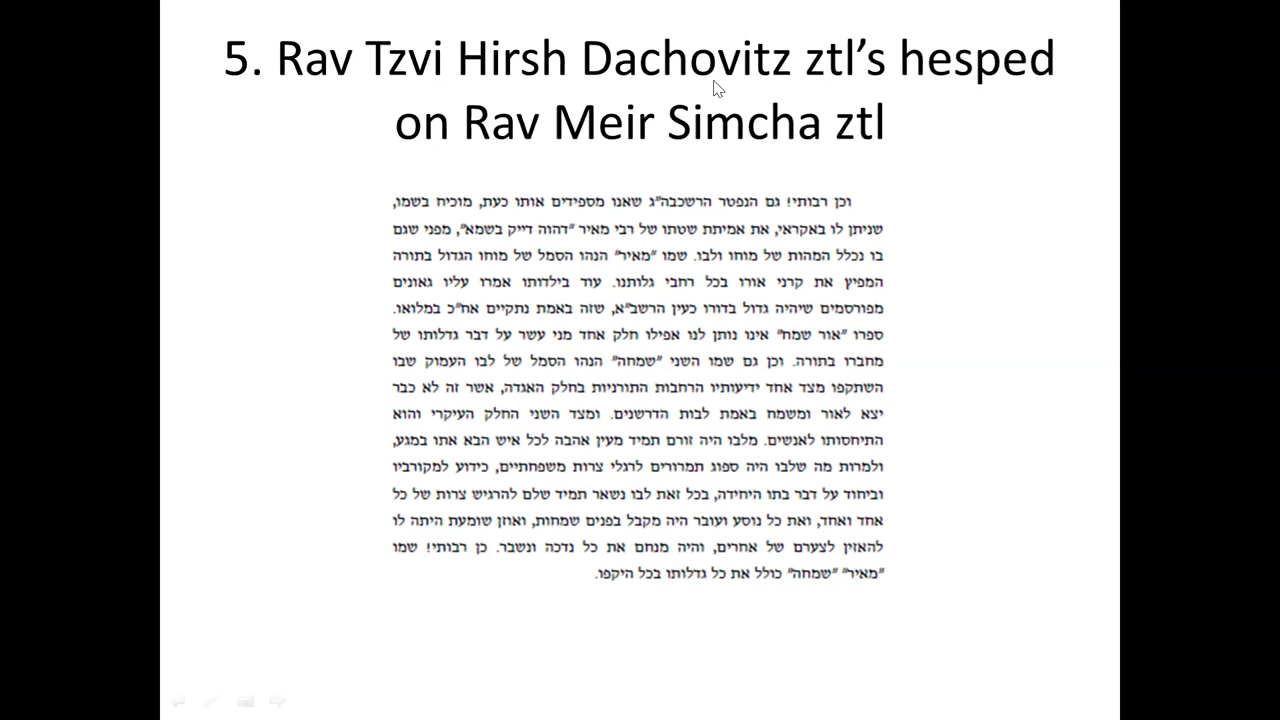 5. Rav Tzvi Hirsh Dachovitz ztl’s hesped
on Rav Meir Simcha ztl
וכן רבותי! גם הנפטר הרשכבה"ג שאנו מספידים אותו כעת, מוכיח בשמו,
שניתן לו באקראי, את אמיתת שטתו של רבי מאיר "דהוה דייק בשמא", מפני שגם
בו נכלל המהות של מוחו ולבו. שמו "מאיר" הנהו הסמל של מוחו הגדול בתורה
המפיץ את קרני אורו בכל רחבי גלותנו. עוד בילדותו אמרו עליו גאונים
מפורסמים שיהיה גדול בדורו כעין הרשב"א, שזה באמת נתקיים אח"כ במלואו.
ספרו "אור שמח" אינו נותן לנו אפילו חלק אחד מני עשר על דבר גדלותו של
מחברו בתורה. וכן גם שמו השני "שמחה" הנהו הסמל של לבו העמוק שבו
השתקפו מצד אחד ידיעותיו הרחבות התורניות בחלק האגדה, אשר זה לא כבר
יצא לאור ומשמח באמת לבות הדרשנים. ומצד השני החלק העיקרי והוא
התיחסותו לאנשים. מלבו היה זורם תמיד מעין אהבה לכל איש הבא אתו במגע,
ולמרות מה שלבו היה ספוג תמרורים לרגלי צרות משפחתיים, כידוע למקורביו
וביחוד על דבר בתו היחידה, בכל זאת לבו נשאר תמיד שלם להרגיש צרות של כל
אחד ואחד, ואת כל נוסע ועובר היה מקבל בפנים שמחות, ואוזן שומעת היתה לו
להאזין לצערם של אחרים, והיה מנחם את כל נדכה ונשבר. כן רבותי! שמו
"מאיר" "שמחה" כולל את כל גדלותו בכל היקפו.